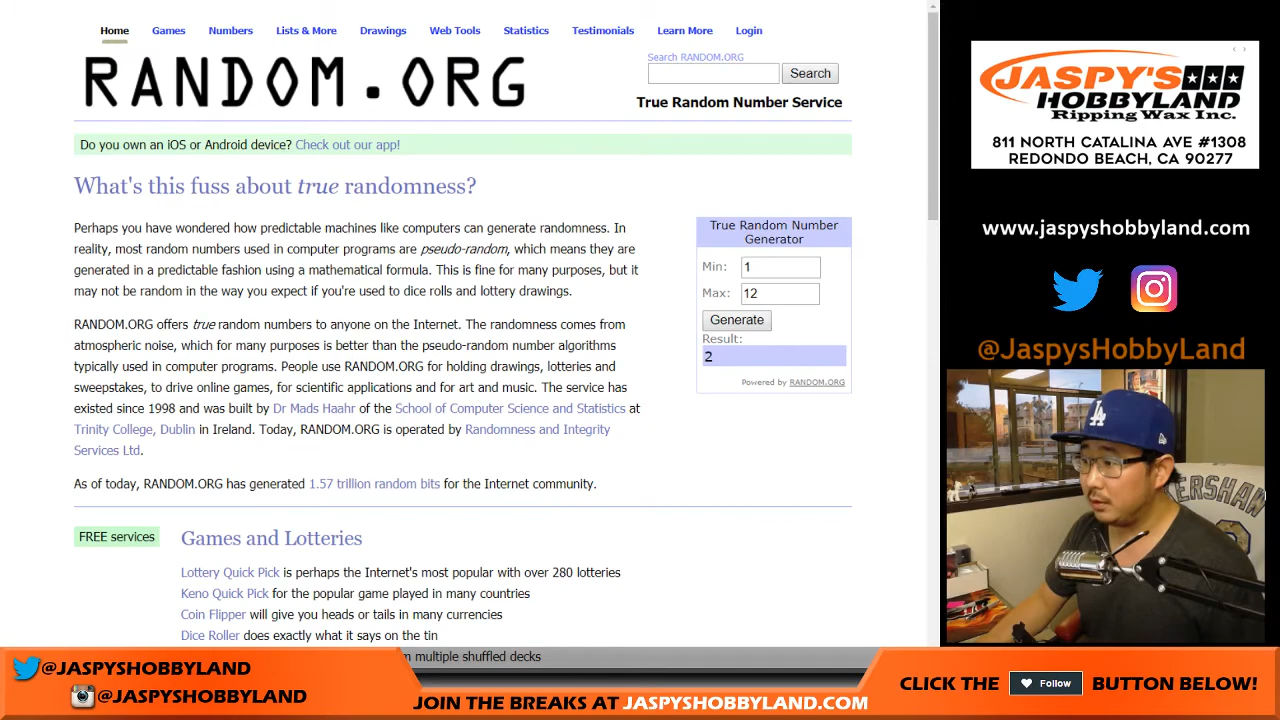 Home Games Numbers Lists & More Drawings Web Tools Statistics Testimonials Learn More Login
RANDOM.ORG
Search RANDOM.ORG
Search
True Random Number Service
Do you own an iOS or Android device? Check out our app!
What's this fuss about true randomness?
Perhaps you have wondered how predictable machines like computers can generate randomness. In
reality, most random numbers used in computer programs are pseudo-random, which means they are
generated in a predictable fashion using a mathematical formula. This is fine for many purposes, but it
may not be random in the way you expect if you're used to dice rolls and lottery drawings.
RANDOM.ORG offers true random numbers to anyone on the Internet. The randomness comes from
atmospheric noise, which for many purposes is better than the pseudo-random number algorithms
typically used in computer programs. People use RANDOM.ORG for holding drawings, lotteries and
sweepstakes, to drive online games, for scientific applications and for art and music. The service has
existed since 1998 and was built by Dr Mads Haahr of the School of Computer Science and Statistics at
Trinity College, Dublin in Ireland. Today, RANDOM.ORG is operated by Randomness and Integrity
Services Ltd.
As of today, RANDOM.ORG has generated 1.57 trillion random bits for the Internet community.
True Random Number
Generator
Min: 1
Max: 12
Generate
Result:
2
Powered by RANDOM.ORG
FREE services
Games and Lotteries
Lottery Quick Pick is perhaps the Internet's most popular with over 280 lotteries
Keno Quick Pick for the popular game played in many countries
Coin Flipper will give you heads or tails in many currencies
Dice Roller does exactly what it says on the tin
multiple shuffled decks
JASPY'S
HOBBYLAND
Ripping Wax Inc.
811 NORTH CATALINA AVE #1308
REDONDO BEACH, CA 90277
www.jaspyshobbyland.com
@JaspysHobbyLand
LA
ERSHAW
@JASPYSHOBBYLAND
@JASPYSHOBBYLAND
JOIN THE BREAKS AT JASPYSHOBBYLAND.COM
CLICK THE Follow BUTTON BELOW!